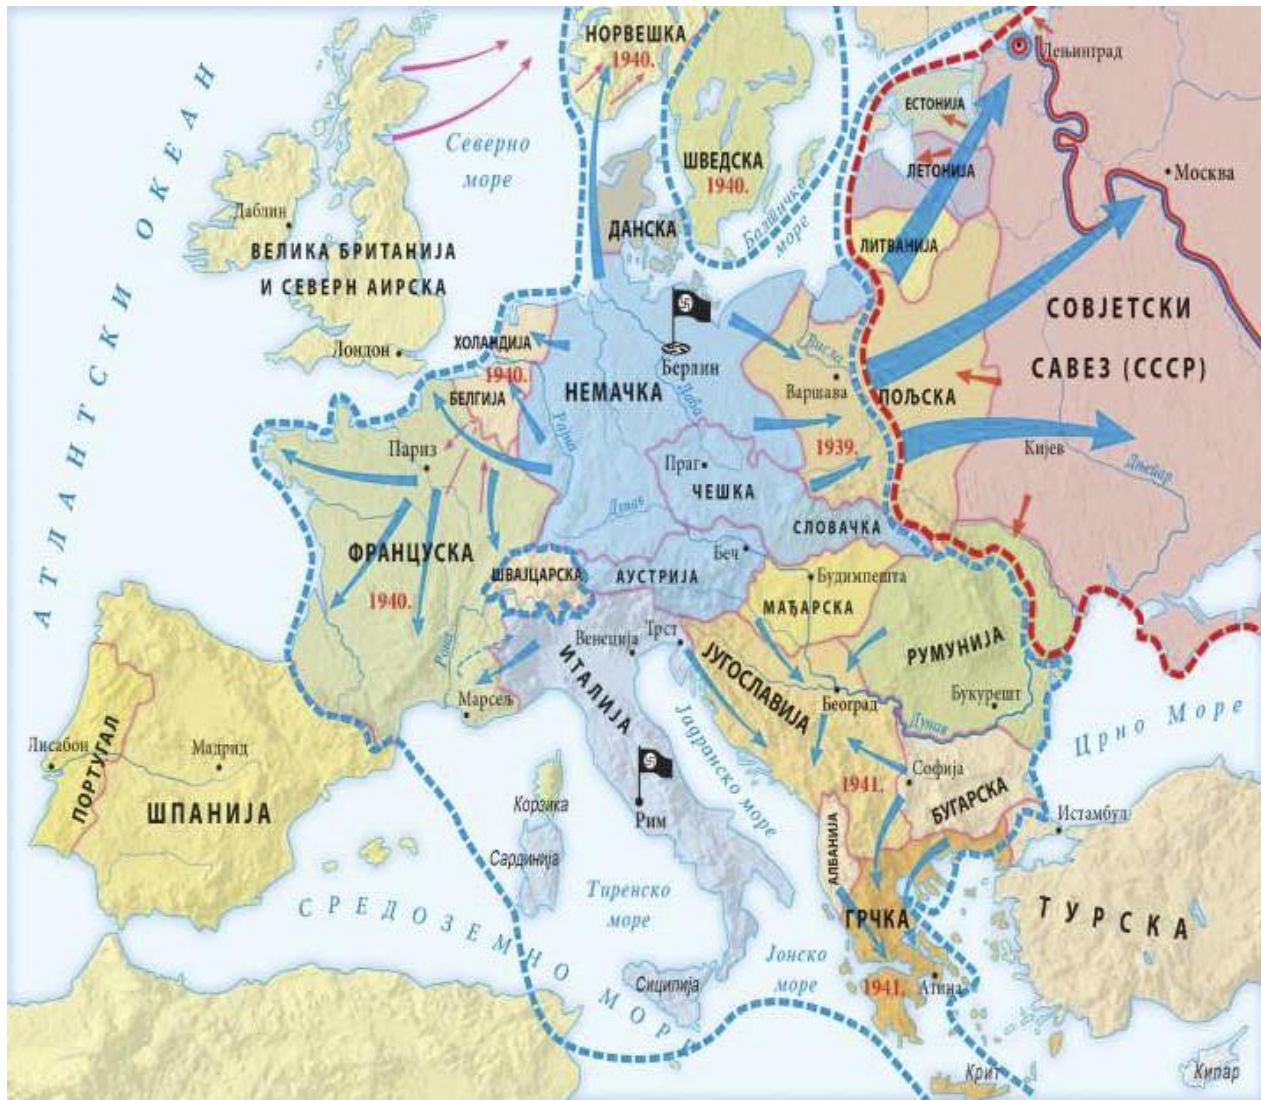 НОРВЕШКА
1940.
Лењинград
ЕСТОНИЈА
Северно
море
ШВЕДСКА
1940.
ЛЕТОНИЈА
Москва
АТЛАНТСКИ ОКЕАН
Даблин
ДАНСКА
Балтичко
море
ВЕЛИКА БРИТАНИЈА
И СЕВЕРН АИРСКА
ЛИТВАНИЈА
СОВЈЕТСКИ
САВЕЗ (СССР)
Лондон
ХОЛАНДИЈА
1940.
БЕЛГИЈА
НЕМАЧКА
Берлин
Лаба
Висла
Варшава
ПОЉСКА
1939.
Париз
Рајна
Праг
ЧЕШКА
Кијев
Дњепар
Дунав
СЛОВАЧКА
ФРАНЦУСКА
1940.
ШВАЈЦАРСКА
Беч
АУСТРИЈА
Будимпешта
МАЂАРСКА
Рона
Венеција
Трст
РУМУНИЈА
ИТАЛИЈА
ЈУГОСЛАВИЈА
Марсељ
Београд
Букурешт
Дунав
Црно Море
Лисабон
ПОРТУГАЛ
Мадрид
ШПАНИЈА
Јадранско море
Софија
1941.
БУГАРСКА
Истамбул
Корзика
Рим
Сардинија
АЛБАНИЈА
Тиренско
море
СРЕДОЗЕМНО МОРЕ
ГРЧКА
ТУРСКА
Јонско
море
Сицилија
1941.
Атина
Крит
Кипар